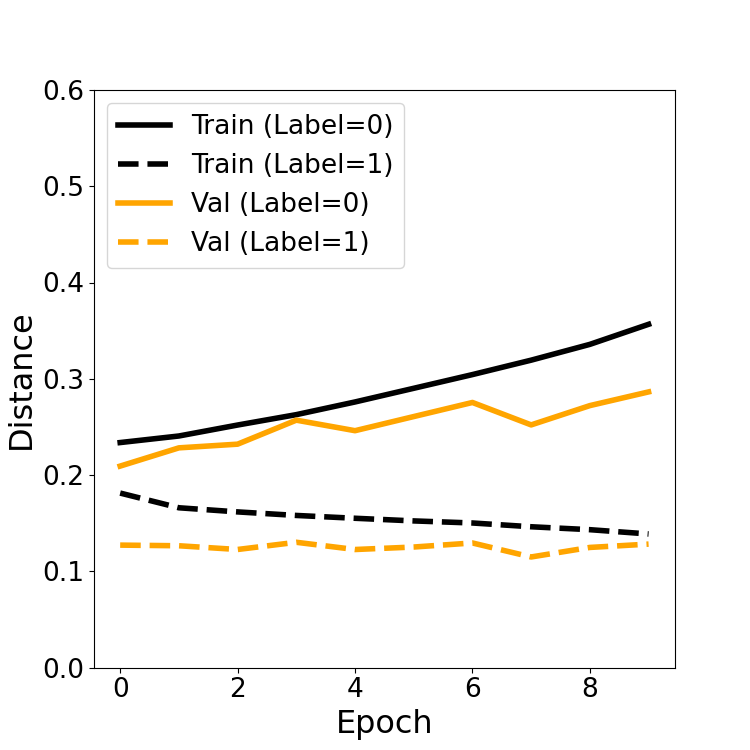 Train (Label=0)
Train (Label=1)
Val (Label=0)
Val (Label=1)
Distance
0.6
0.5
0.4
0.3
0.2
0.1
0.0
0 2 4 6 8
Epoch